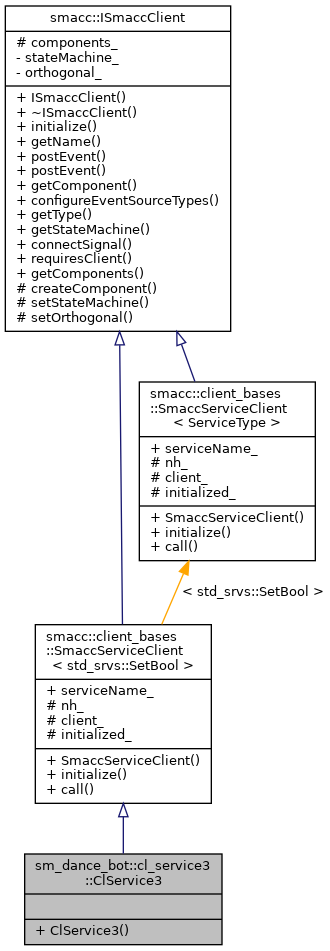 smacc::ISmaccClient
# components_
- stateMachine_
- orthogonal_
+ ISmaccClient()
+ ~ISmaccClient()
+ initialize()
+ getName()
+ postEvent()
+ postEvent()
+ getComponent()
+ configureEventSourceTypes()
+ getType()
+ getStateMachine()
+ connectSignal()
+ requiresClient()
+ getComponents()
# createComponent()
# setStateMachine()
# setOrthogonal()
smacc::client_bases
::SmaccServiceClient
< ServiceType >
+ serviceName_
# nh_
# client_
# initialized_
+ SmaccServiceClient()
+ initialize()
+ call()
< std_srvs::SetBool >
smacc::client_bases
::SmaccServiceClient
< std_srvs::SetBool >
+ serviceName_
# nh_
# client_
# initialized_
+ SmaccServiceClient()
+ initialize()
+ call()
sm_dance_bot::cl_service3
::ClService3
+ ClService3()